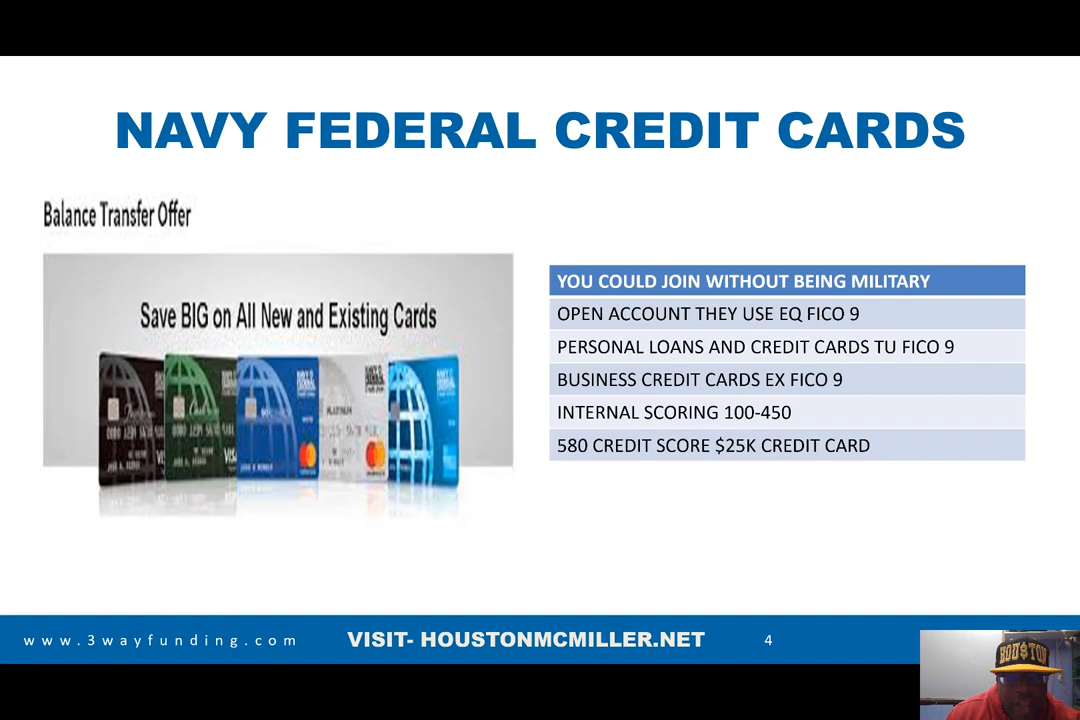 NAVY FEDERAL CREDIT CARDS
Balance Transfer Offer
Save BIG on All New and Existing Cards
YOU COULD JOIN WITHOUT BEING MILITARY
OPEN ACCOUNT THEY USE EQ FICO 9
PERSONAL LOANS AND CREDIT CARDS TU FICO 9
BUSINESS CREDIT CARDS EX FICO 9
INTERNAL SCORING 100-450
580 CREDIT SCORE $25K CREDIT CARD
PLATINUM
www.3wayfunding.com
VISIT- HOUSTONMCMILLER.NET
4
HOU$TON